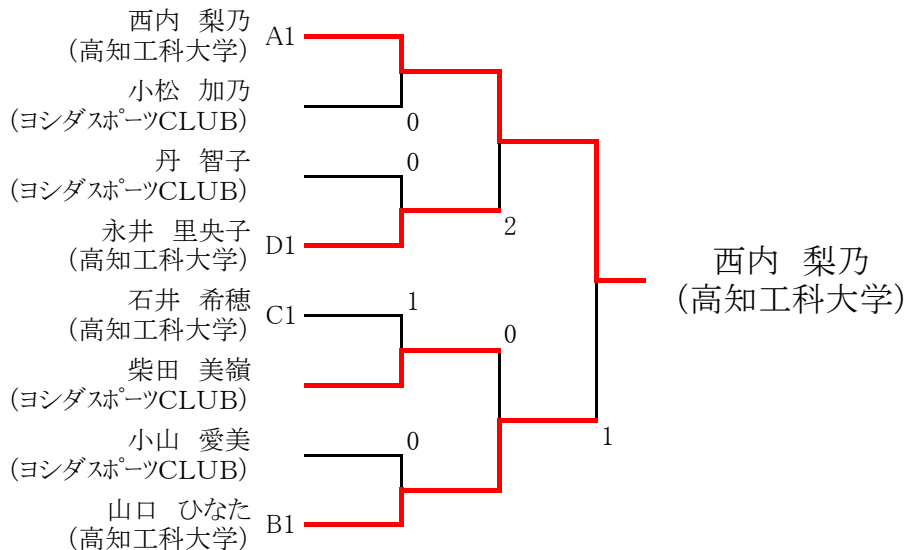 西内 梨乃
(高知工科大学)
A1
小松 加乃
(ヨシダスポーツCLUB)
0
丹 智子
(ヨシダスポーツCLUB)
0
永井 里央子
(高知工科大学)
D1
2
石井 希穂
(高知工科大学)
C1
1
0
柴田 美嶺
(ヨシダスポーツCLUB)
小山 愛美
(ヨシダスポーツCLUB)
0
1
山口 ひなた
(高知工科大学)
B1
西内 梨乃
(高知工科大学)